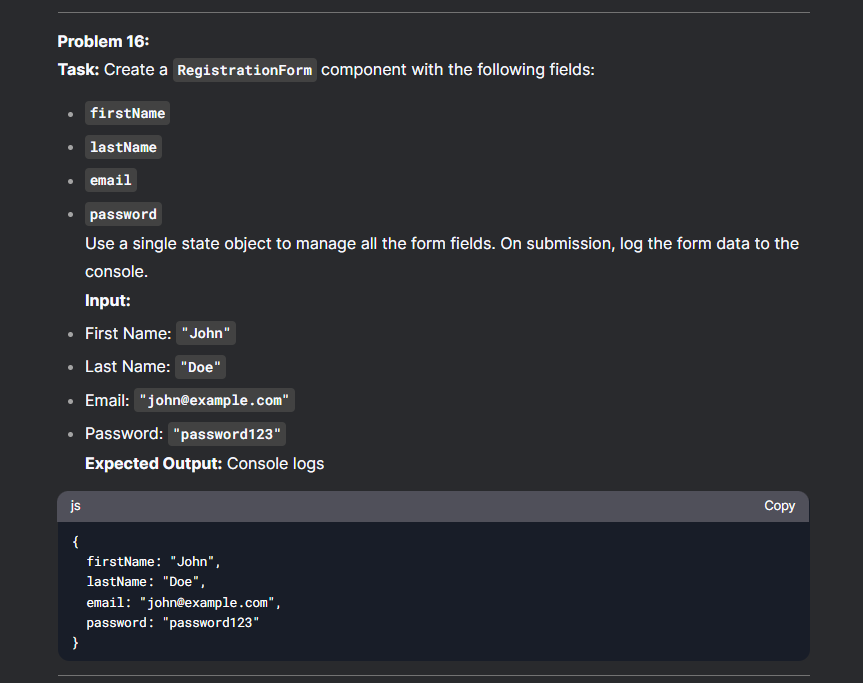 Problem 16:
Task: Create a RegistrationForm component with the following fields:
firstName
lastName
email
password
Use a single state object to manage all the form fields. On submission, log the form data to the
console.
Input:
First Name: "John"
Last Name: "Doe"
Email: "john@example.com"
Password: "password123"
Expected Output: Console logs
js Copy
{
  firstName: "John",
  lastName: "Doe",
  email: "john@example.com",
  password: "password123"
}